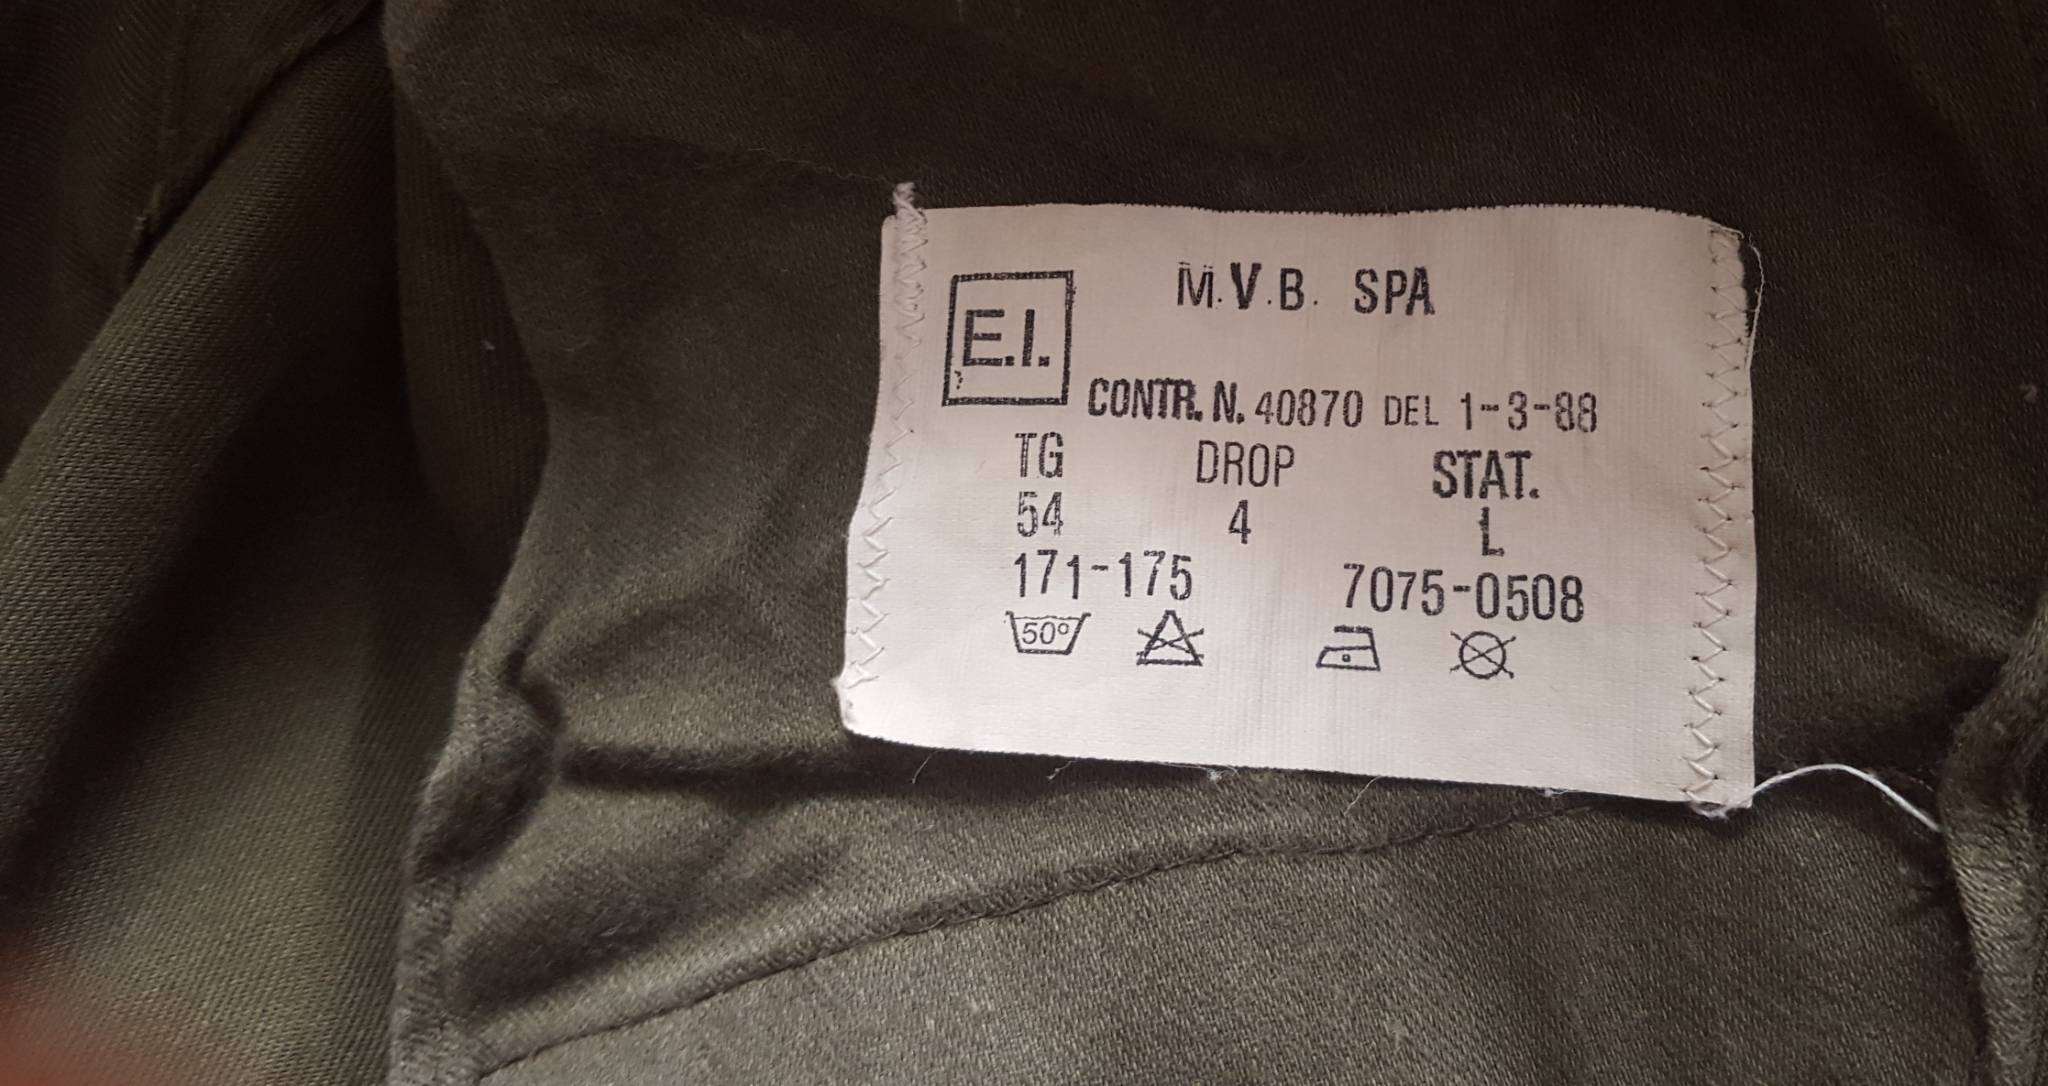 E.I.
M.V.B. SPA
CONTR. N. 40870 DEL 1-3-88
TG DROP STAT.
54 4 L
171-175 7075-0508
50°